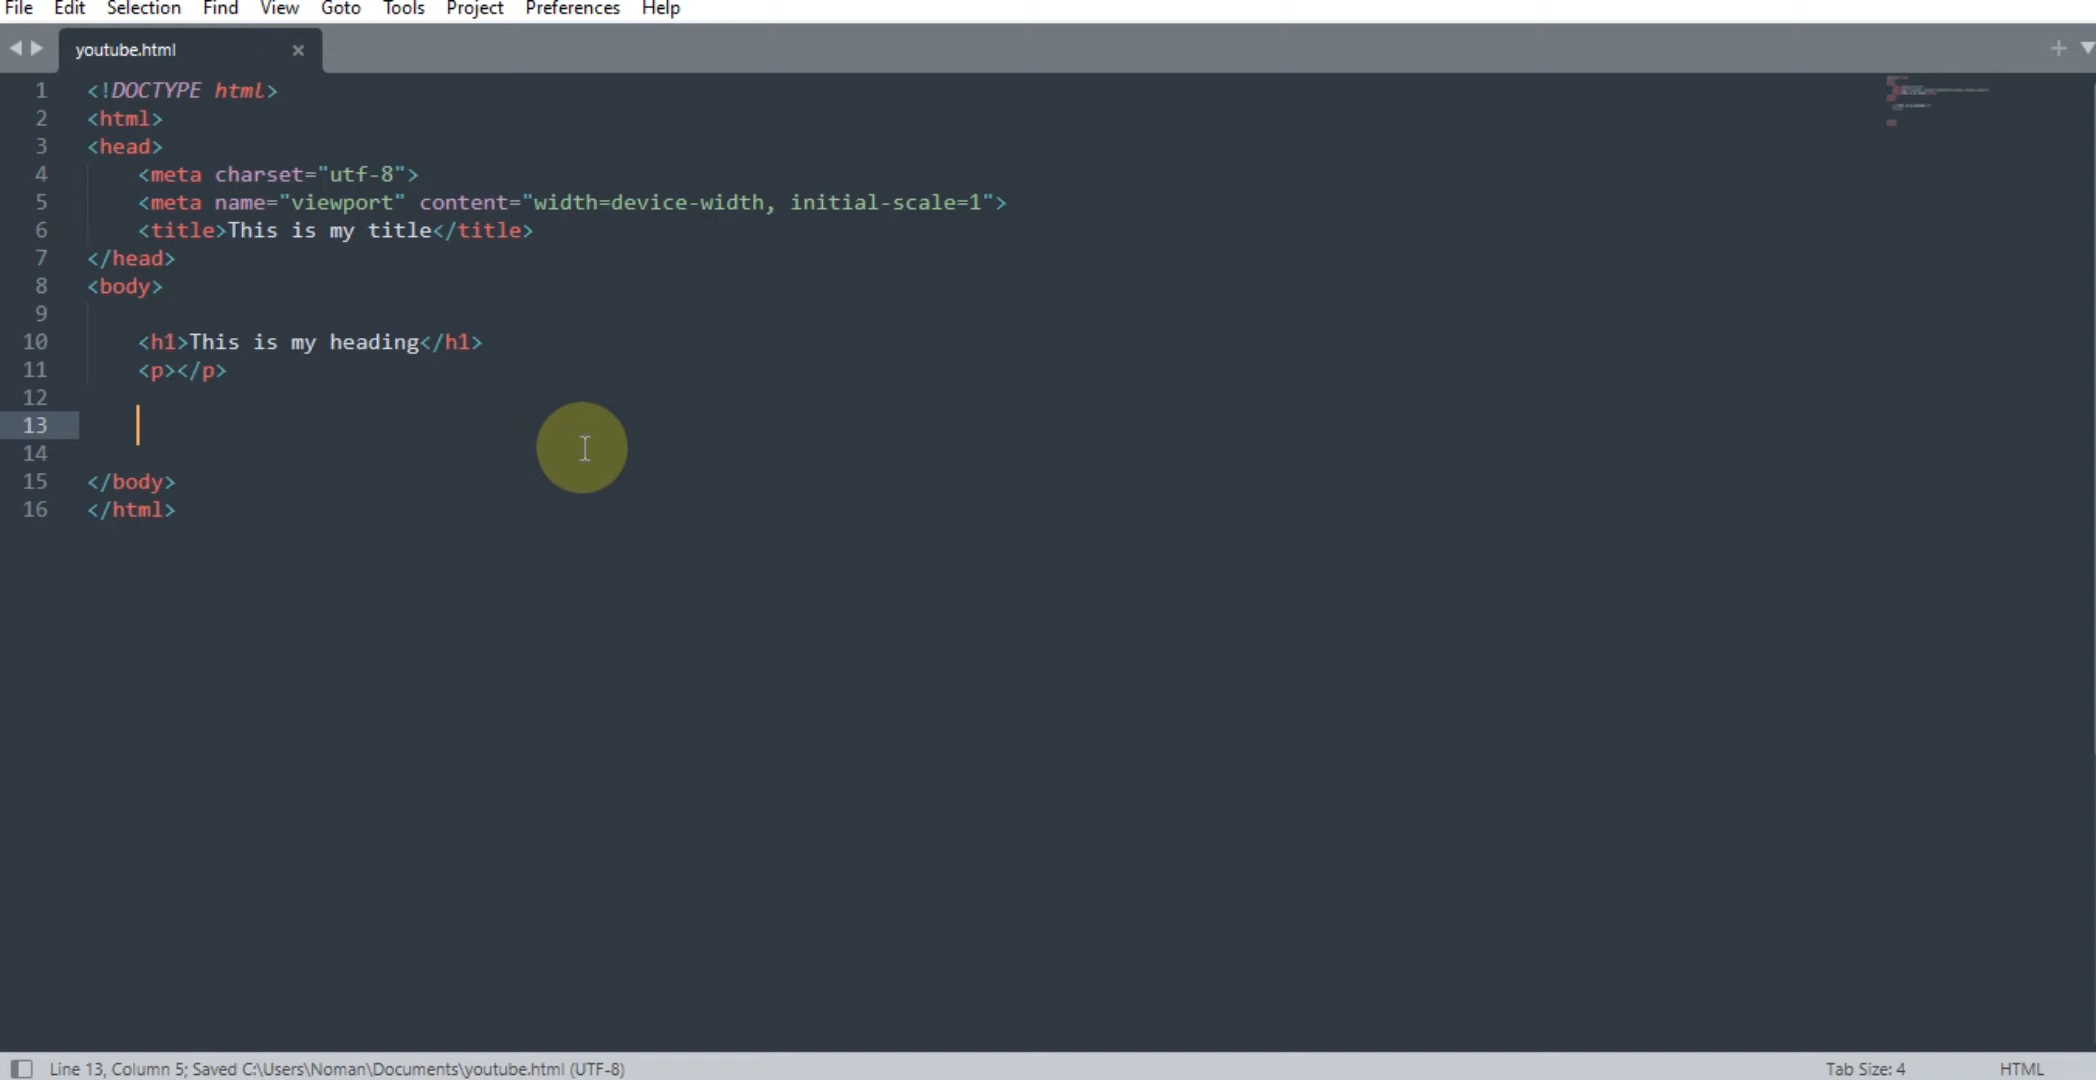 File Edit Selection Find View Goto Tools Project Preferences Help
youtube.html
1 <!DOCTYPE html>
2 <html>
3 <head>
4 <meta charset="utf-8">
5 <meta name="viewport" content="width=device-width, initial-scale=1">
6 <title>This is my title</title>
7 </head>
8 <body>
9
10 <h1>This is my heading</h1>
11 <p></p>
12
13
14
15 </body>
16 </html>
Line 13, Column 5; Saved C:\Users\Noman\Documents\youtube.html (UTF-8) Tab Size: 4 HTML